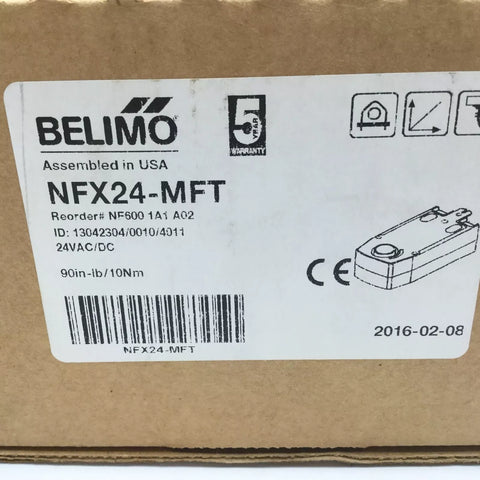 BELIMO®
5 YEAR WARRANTY
Assembled in USA
NFX24-MFT
Reorder# NF600 1A1 A02
ID: 13042304/0010/4011
24VAC/DC
90in-lb/10Nm
CE
NFX24-MFT
2016-02-08